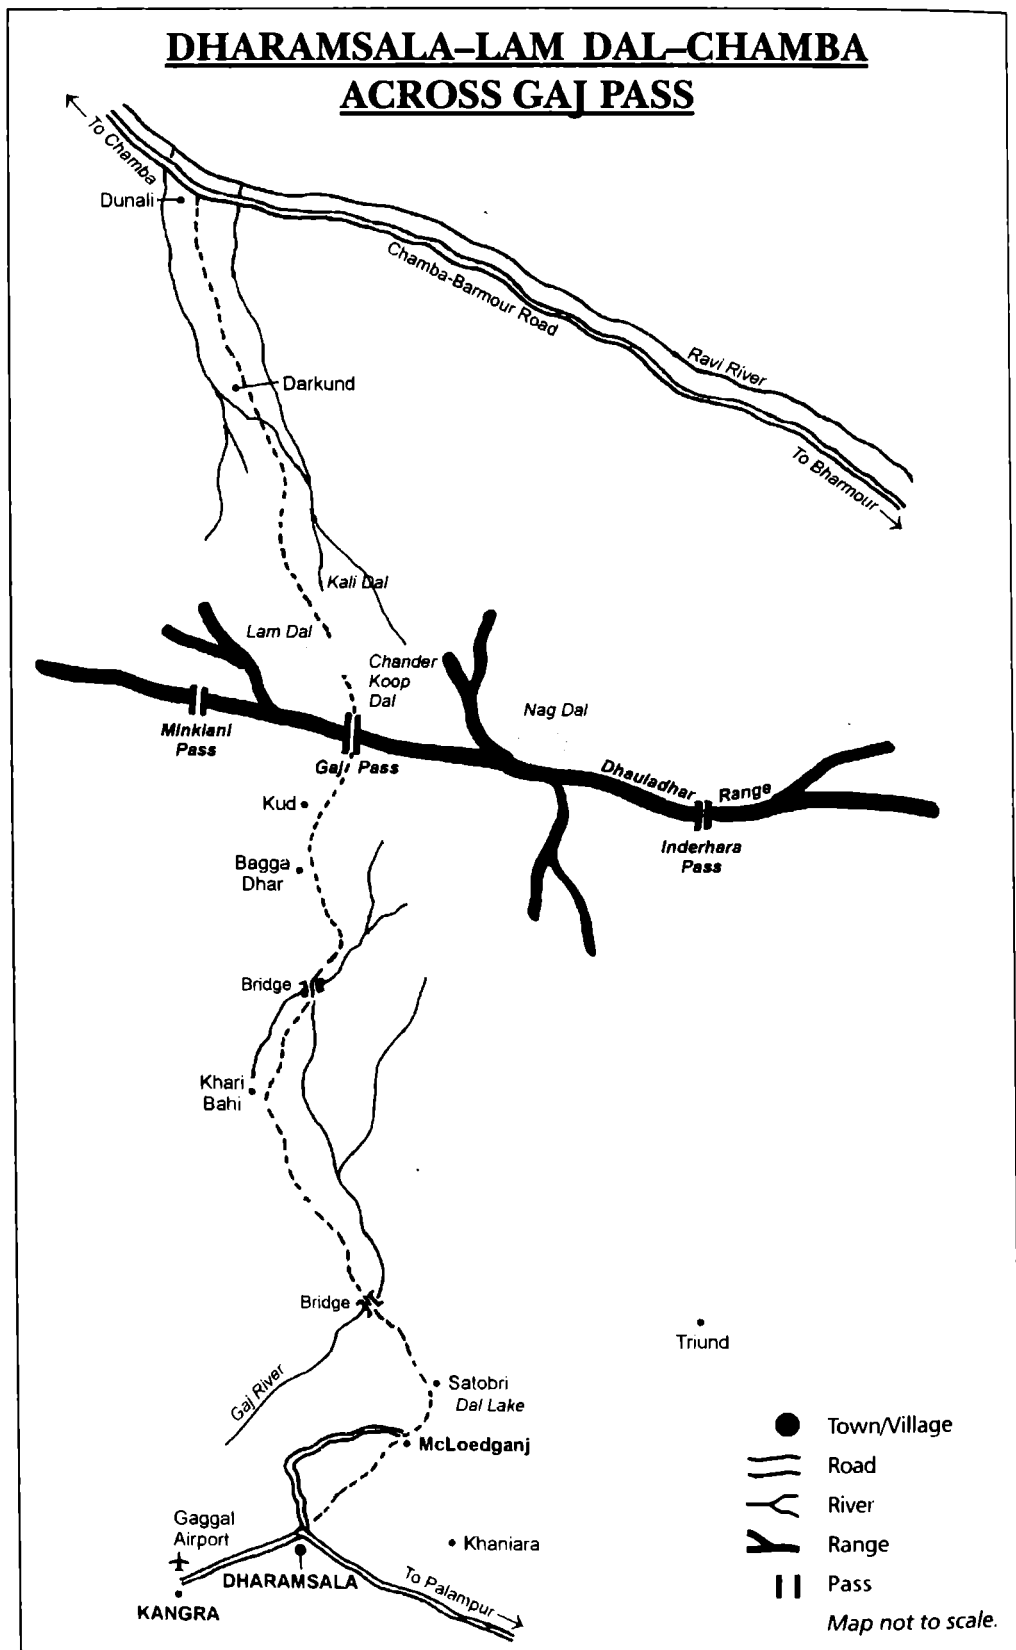 DHARAMSALA–LAM DAL–CHAMBA
ACROSS GAJ PASS
To Chamba
Dunali
Chamba-Barmour Road
Ravi River
Darkund
To Bharmour
Kali Dal
Lam Dal
Chander
Koop
Dal
Nag Dal
Minkiani
Pass
Gaj Pass
Dhauladhar Range
Kud
Inderhara
Pass
Bagga
Dhar
Bridge
Khari
Bahi
Bridge
Triund
Gaj River
Satobri
Dal Lake
McLoedganj
Town/Village
Road
River
Range
Pass
Map not to scale.
Gaggal
Airport
Khaniara
DHARAMSALA
To Palampur
KANGRA